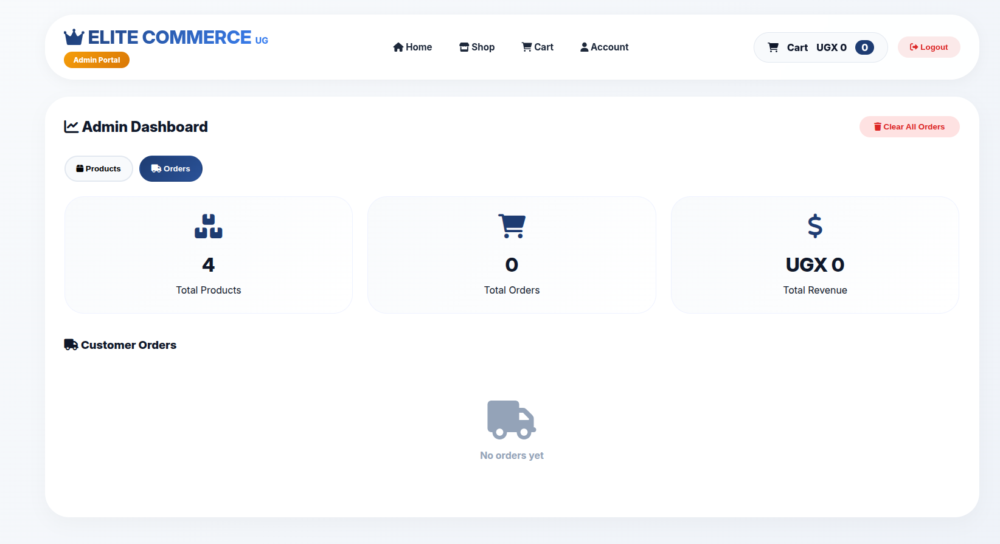 ELITE COMMERCE UG
Admin Portal
Home
Shop
Cart
Account
Cart UGX 0 0
Logout
Admin Dashboard
Clear All Orders
Products
Orders
4
Total Products
0
Total Orders
UGX 0
Total Revenue
Customer Orders
No orders yet